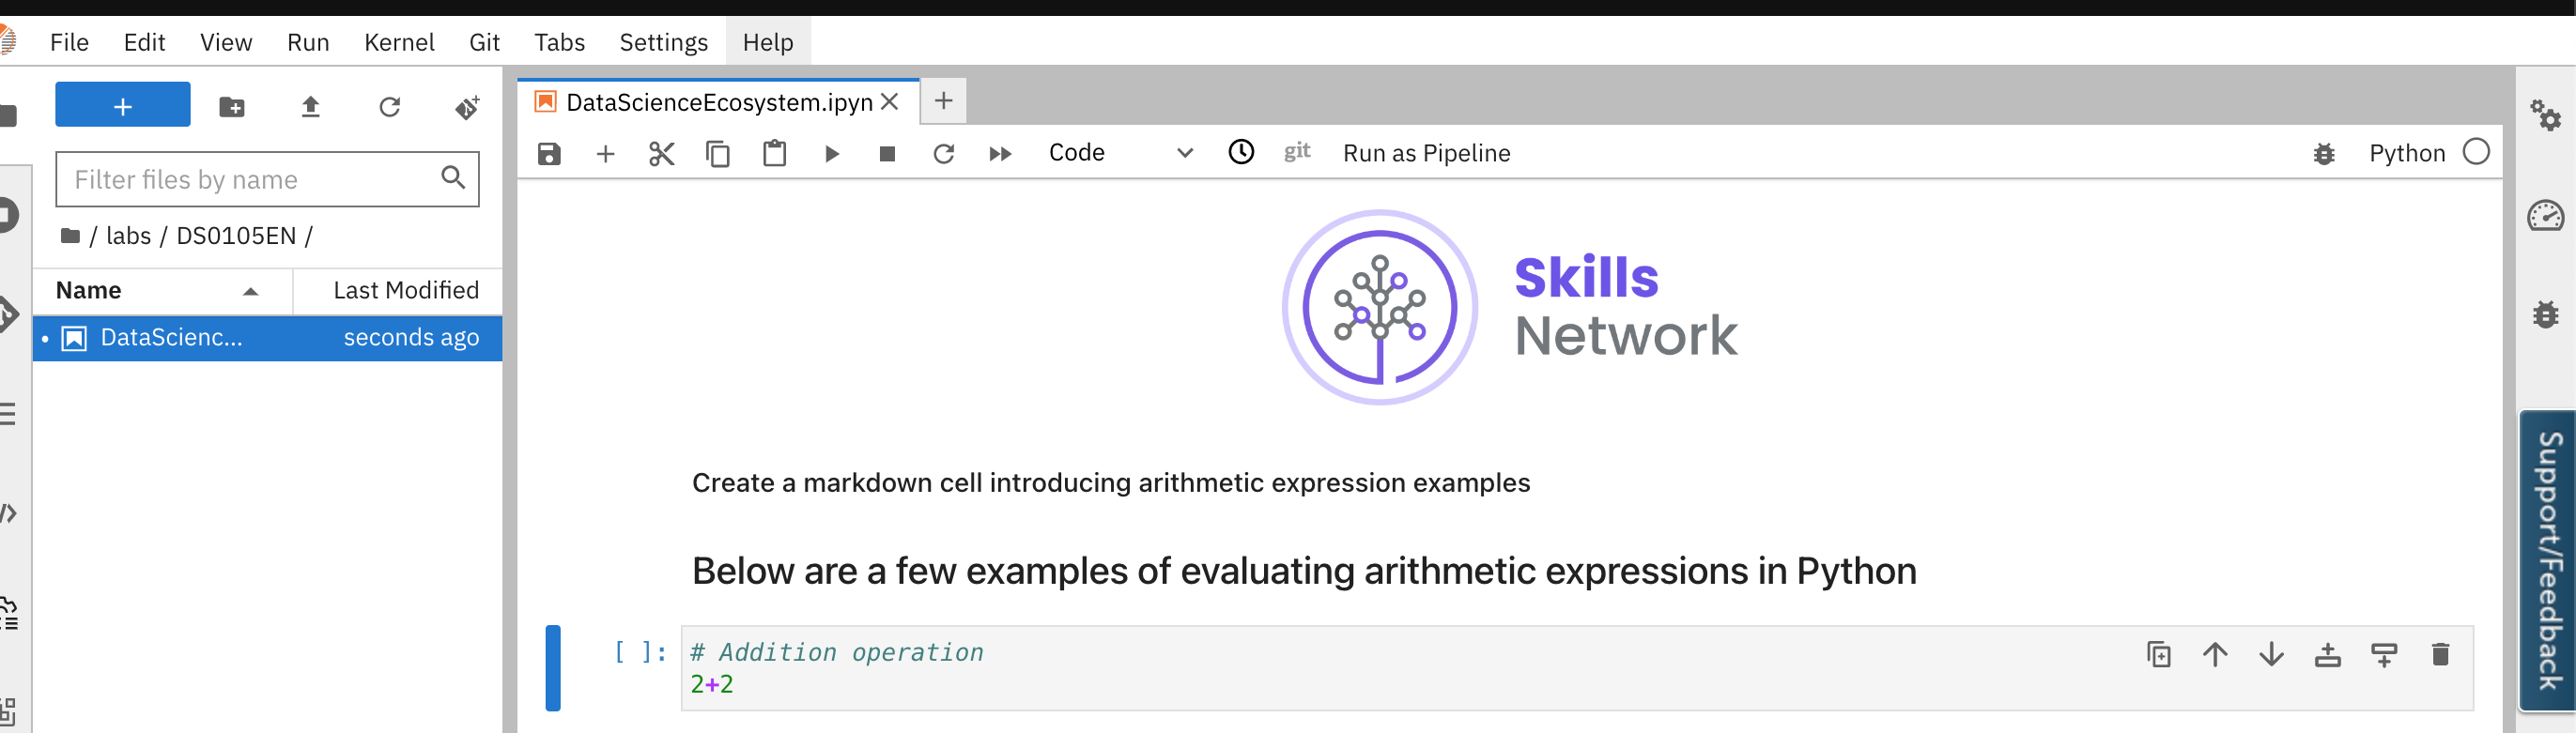 File Edit View Run Kernel Git Tabs Settings Help
+
Filter files by name
/ labs / DS0105EN /
Name Last Modified
• DataScienc... seconds ago
DataScienceEcosystem.ipyn × +
Code git Run as Pipeline Python
Skills
Network
Create a markdown cell introducing arithmetic expression examples
Below are a few examples of evaluating arithmetic expressions in Python
[ ]: # Addition operation
2+2
Support/Feedback